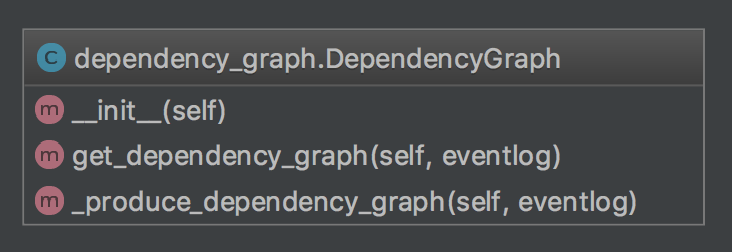 C dependency_graph.DependencyGraph
m __init__(self)
m get_dependency_graph(self, eventlog)
m _produce_dependency_graph(self, eventlog)